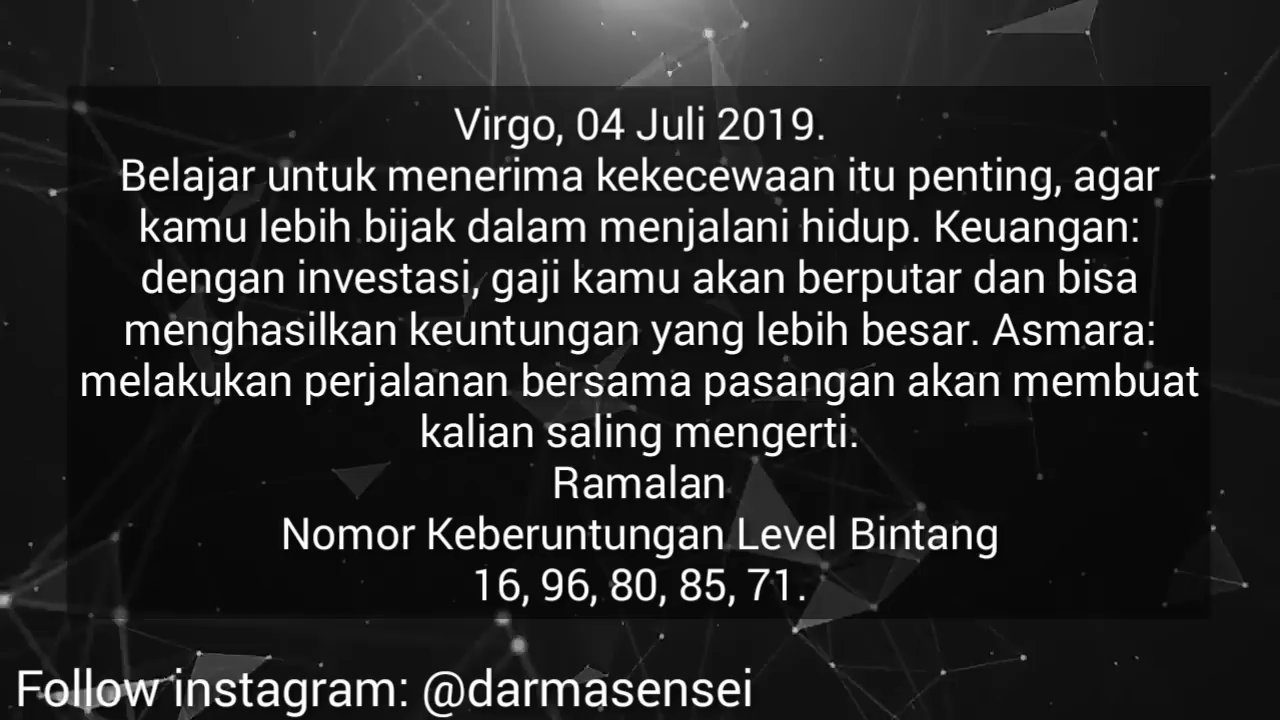 Virgo, 04 Juli 2019.
Belajar untuk menerima kekecewaan itu penting, agar
kamu lebih bijak dalam menjalani hidup. Keuangan:
dengan investasi, gaji kamu akan berputar dan bisa
menghasilkan keuntungan yang lebih besar. Asmara:
melakukan perjalanan bersama pasangan akan membuat
kalian saling mengerti.
Ramalan
Nomor Keberuntungan Level Bintang
16, 96, 80, 85, 71.
Follow instagram: @darmasensei